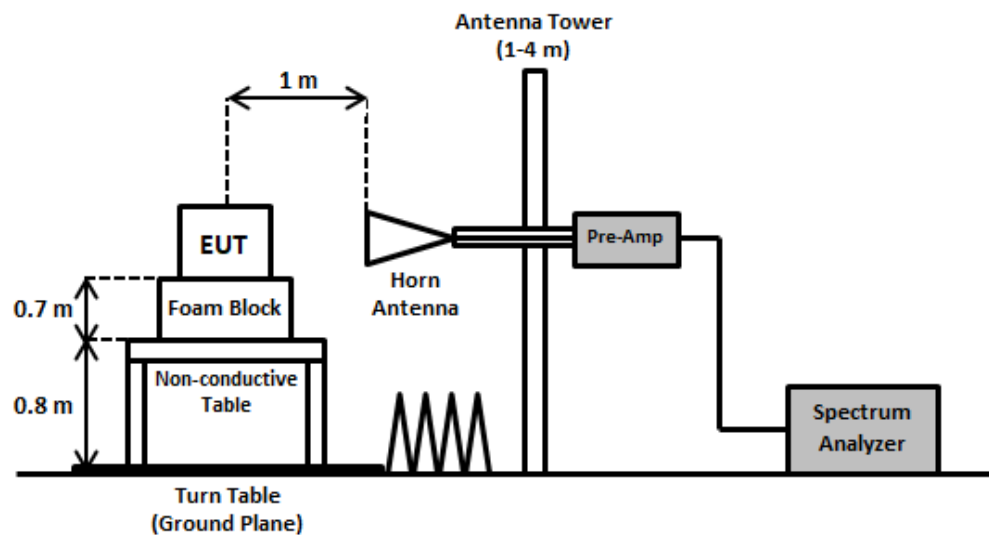 Antenna Tower
(1-4 m)
1 m
EUT
Pre-Amp
Horn
Antenna
0.7 m
Foam Block
Non-conductive
Table
0.8 m
Spectrum
Analyzer
Turn Table
(Ground Plane)